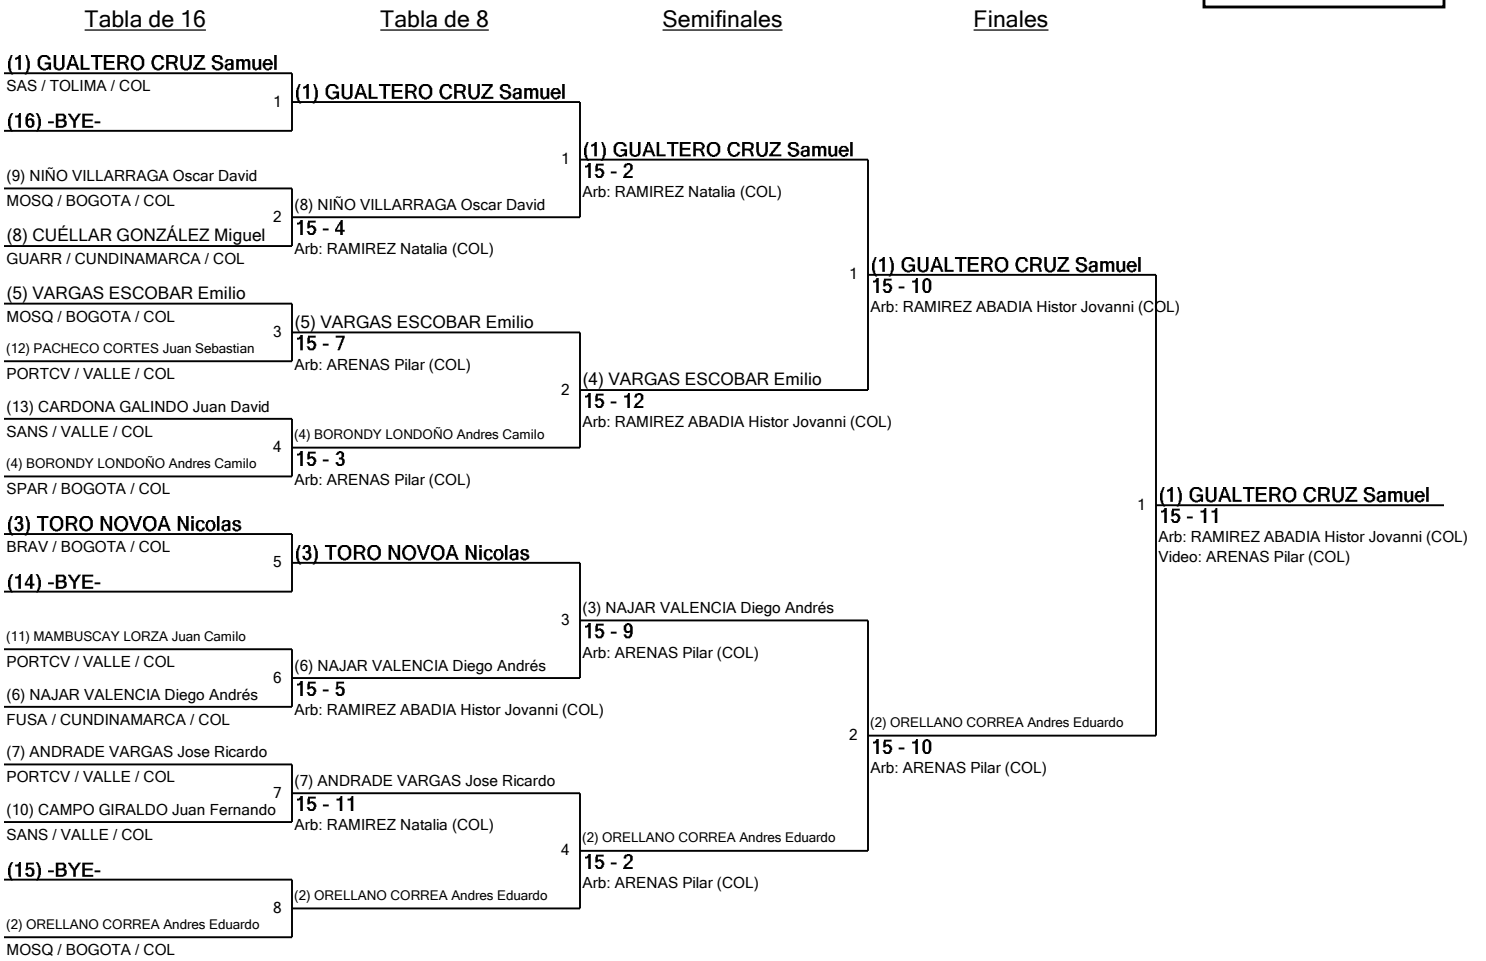 Tabla de 16
Tabla de 8
Semifinales
Finales
(1) GUALTERO CRUZ Samuel
SAS / TOLIMA / COL
1
(16) -BYE-
(9) NIÑO VILLARRAGA Oscar David
MOSQ / BOGOTA / COL
2
(8) CUÉLLAR GONZÁLEZ Miguel
GUARR / CUNDINAMARCA / COL
(5) VARGAS ESCOBAR Emilio
MOSQ / BOGOTA / COL
3
(12) PACHECO CORTES Juan Sebastian
PORTCV / VALLE / COL
(13) CARDONA GALINDO Juan David
SANS / VALLE / COL
4
(4) BORONDY LONDOÑO Andres Camilo
SPAR / BOGOTA / COL
(3) TORO NOVOA Nicolas
BRAV / BOGOTA / COL
5
(14) -BYE-
(11) MAMBUSCAY LORZA Juan Camilo
PORTCV / VALLE / COL
6
(6) NAJAR VALENCIA Diego Andrés
FUSA / CUNDINAMARCA / COL
(7) ANDRADE VARGAS Jose Ricardo
PORTCV / VALLE / COL
7
(10) CAMPO GIRALDO Juan Fernando
SANS / VALLE / COL
(15) -BYE-
8
(2) ORELLANO CORREA Andres Eduardo
MOSQ / BOGOTA / COL
(1) GUALTERO CRUZ Samuel
1
(8) NIÑO VILLARRAGA Oscar David
15 - 4
Arb: RAMIREZ Natalia (COL)
(5) VARGAS ESCOBAR Emilio
15 - 7
Arb: ARENAS Pilar (COL)
2
(4) BORONDY LONDOÑO Andres Camilo
15 - 3
Arb: ARENAS Pilar (COL)
(3) TORO NOVOA Nicolas
3
(6) NAJAR VALENCIA Diego Andrés
15 - 5
Arb: RAMIREZ ABADIA Histor Jovanni (COL)
(7) ANDRADE VARGAS Jose Ricardo
15 - 11
Arb: RAMIREZ Natalia (COL)
4
(2) ORELLANO CORREA Andres Eduardo
(1) GUALTERO CRUZ Samuel
15 - 2
Arb: RAMIREZ Natalia (COL)
1
(4) VARGAS ESCOBAR Emilio
15 - 12
Arb: RAMIREZ ABADIA Histor Jovanni (COL)
(3) NAJAR VALENCIA Diego Andrés
15 - 9
Arb: ARENAS Pilar (COL)
2
(2) ORELLANO CORREA Andres Eduardo
15 - 2
Arb: ARENAS Pilar (COL)
(1) GUALTERO CRUZ Samuel
15 - 10
Arb: RAMIREZ ABADIA Histor Jovanni (COL)
1
(2) ORELLANO CORREA Andres Eduardo
15 - 10
Arb: ARENAS Pilar (COL)
(1) GUALTERO CRUZ Samuel
15 - 11
Arb: RAMIREZ ABADIA Histor Jovanni (COL)
Video: ARENAS Pilar (COL)